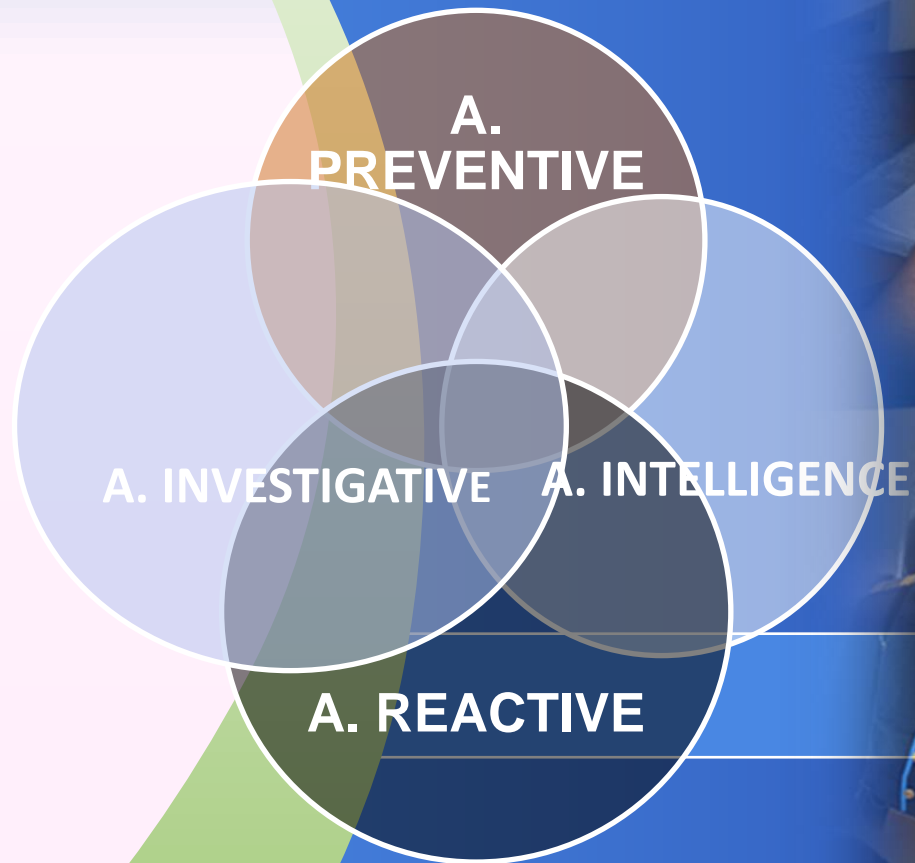 A.
PREVENTIVE
A. INVESTIGATIVE
A. INTELLIGENCE
A. REACTIVE